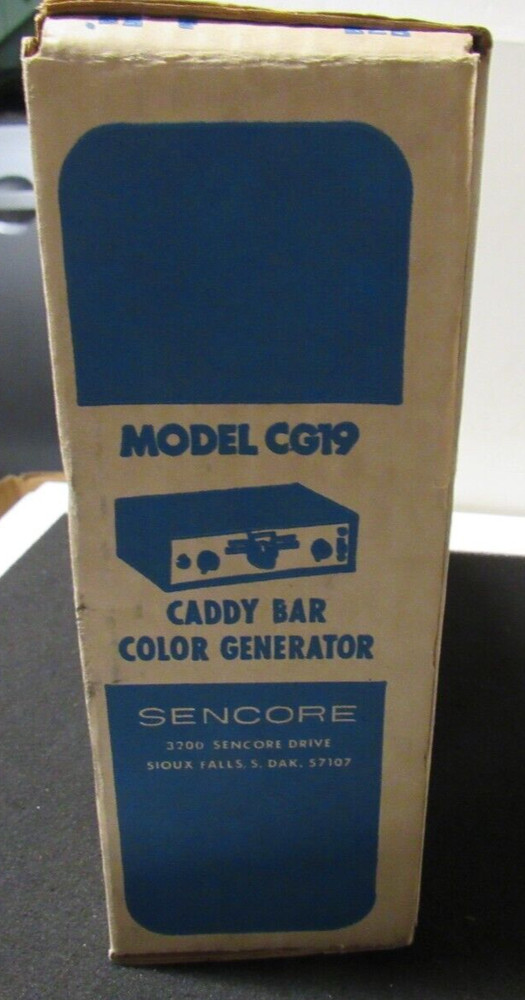 MODEL CG19
CADDY BAR
COLOR GENERATOR
SENCORE
3200 SENCORE DRIVE
SIOUX FALLS, S. DAK. 57107